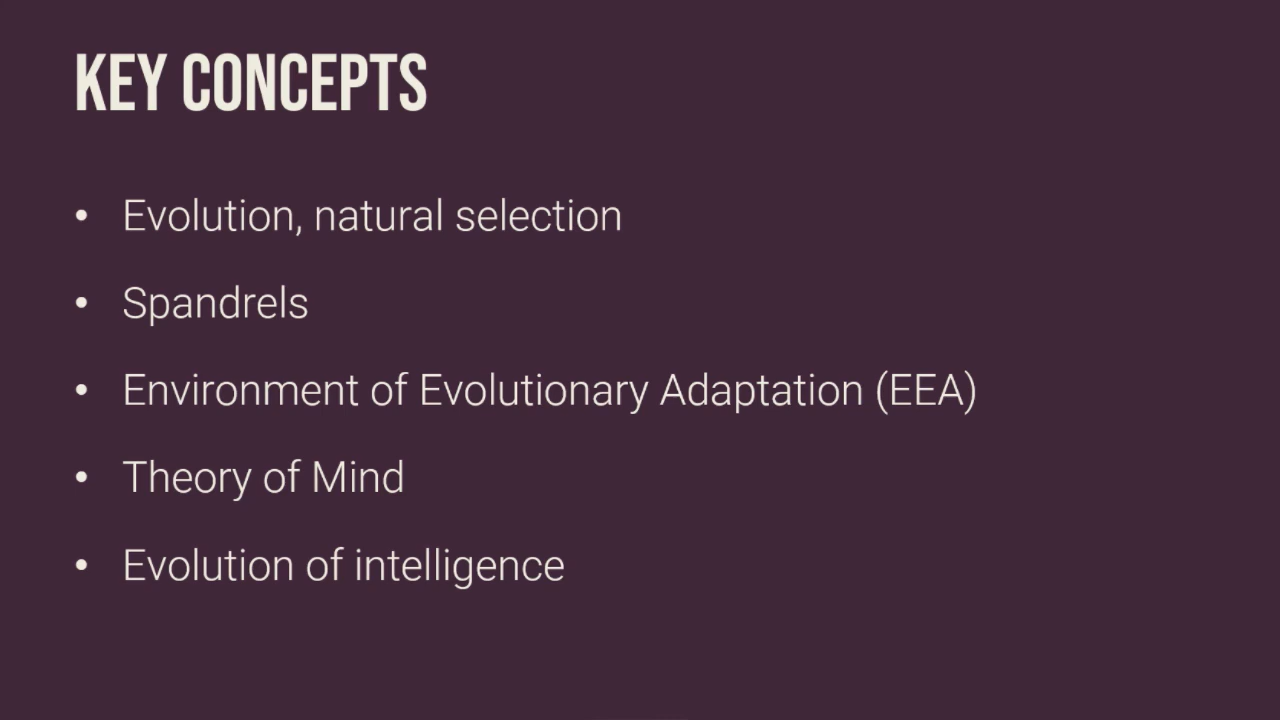 KEY CONCEPTS
• Evolution, natural selection
• Spandrels
• Environment of Evolutionary Adaptation (EEA)
• Theory of Mind
• Evolution of intelligence